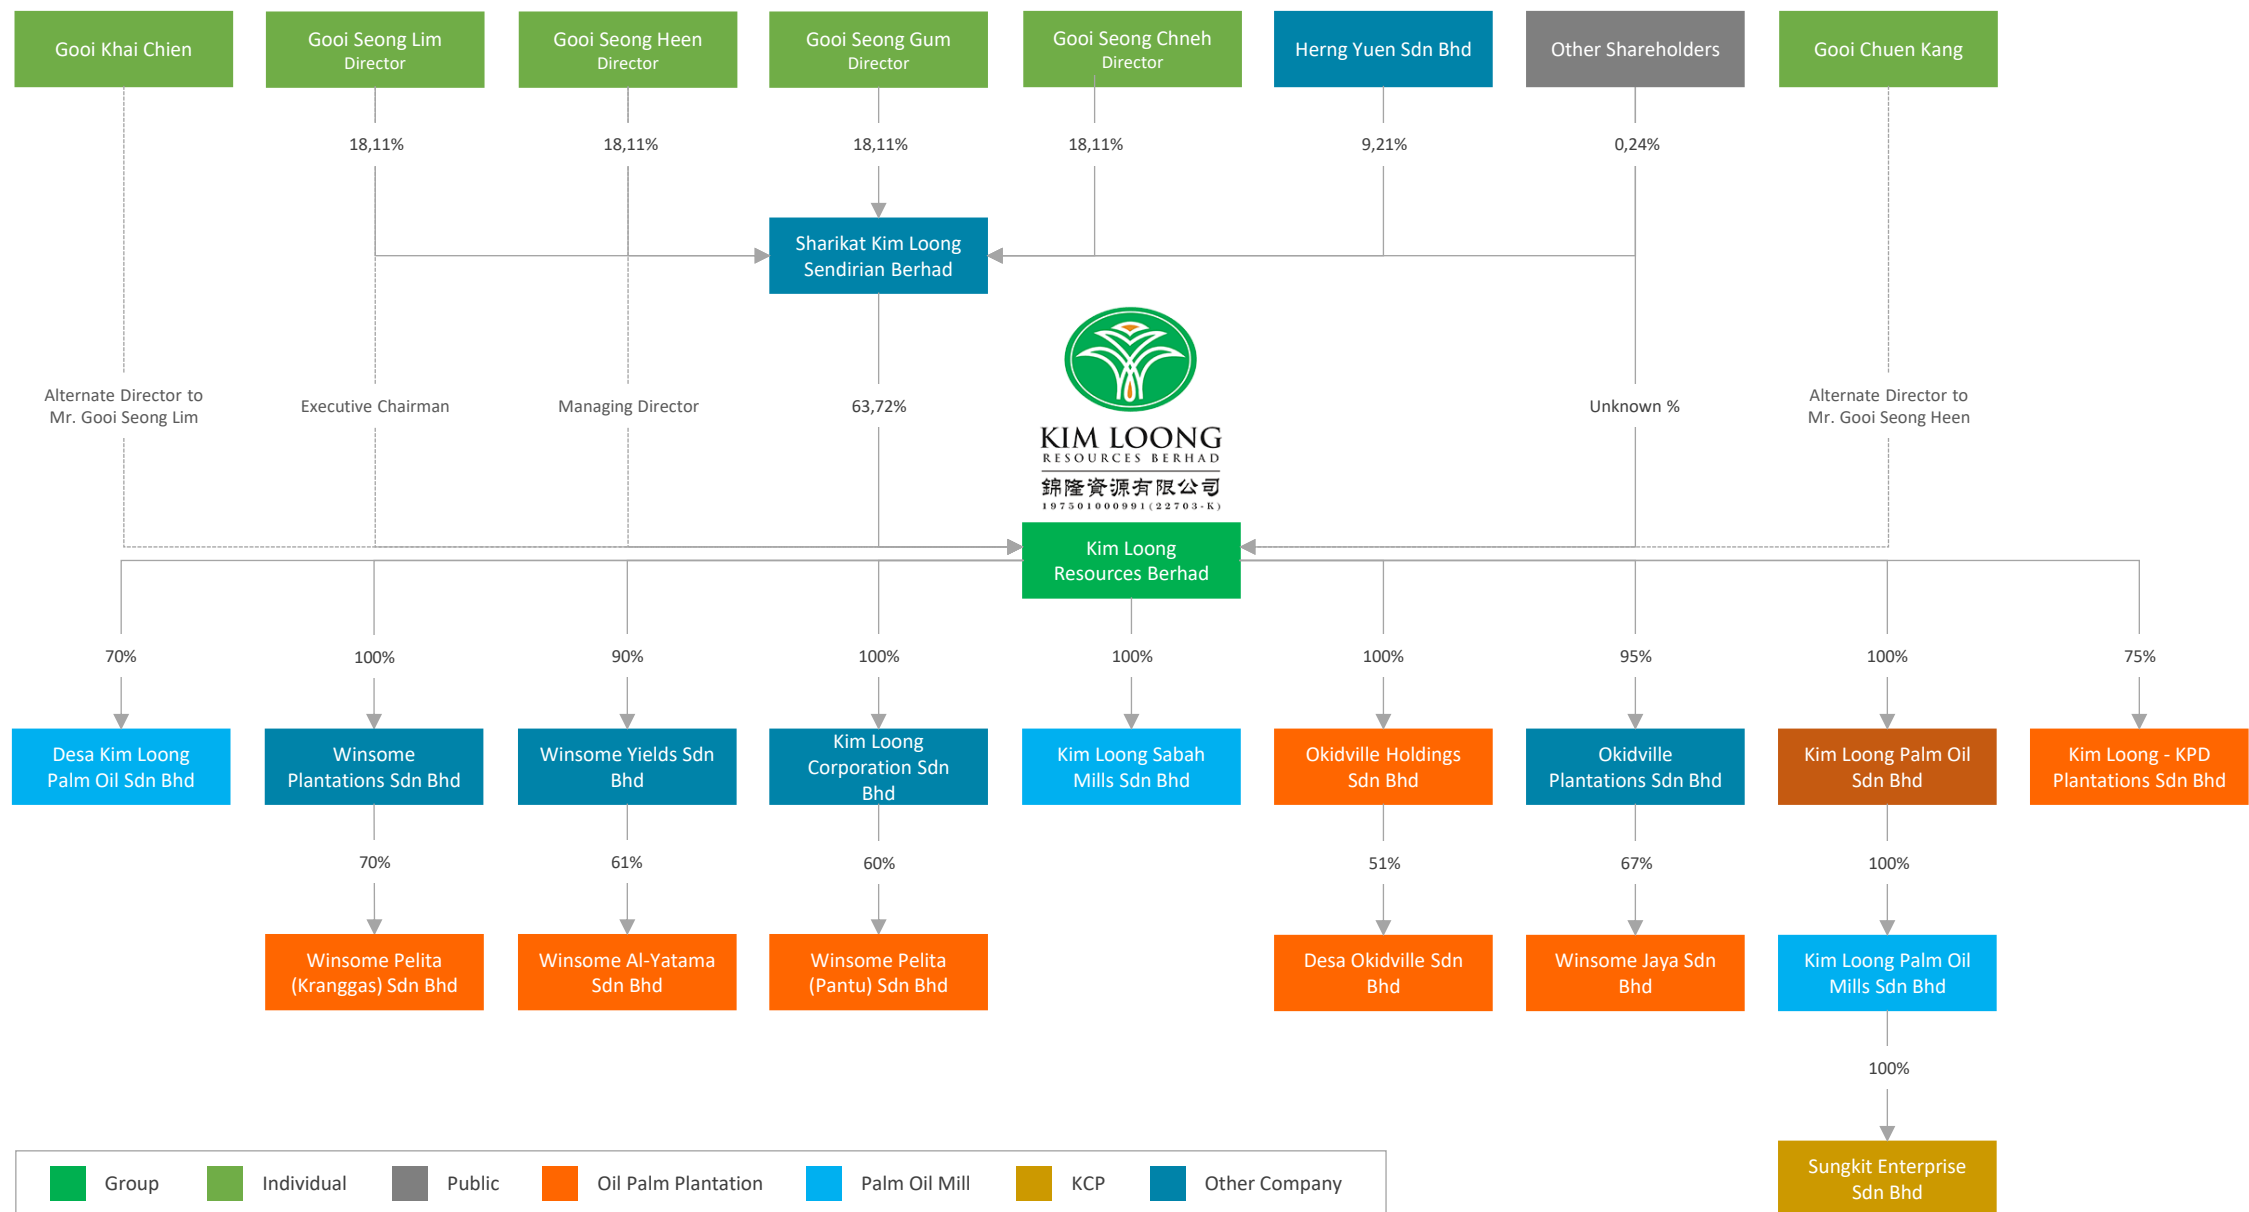 Gooi Khai Chien
Gooi Seong Lim
Director
Gooi Seong Heen
Director
Gooi Seong Gum
Director
Gooi Seong Chneh
Director
Herng Yuen Sdn Bhd
Other Shareholders
Gooi Chuen Kang
18,11%
18,11%
18,11%
18,11%
9,21%
0,24%
Sharikat Kim Loong
Sendirian Berhad
Alternate Director to
Mr. Gooi Seong Lim
Executive Chairman
Managing Director
63,72%
KIM LOONG
RESOURCES BERHAD
錦隆資源有限公司
197501000991(22703-K)
Unknown %
Alternate Director to
Mr. Gooi Seong Heen
Kim Loong
Resources Berhad
70%
100%
90%
100%
100%
100%
95%
100%
75%
Desa Kim Loong
Palm Oil Sdn Bhd
Winsome
Plantations Sdn Bhd
Winsome Yields Sdn
Bhd
Kim Loong
Corporation Sdn
Bhd
Kim Loong Sabah
Mills Sdn Bhd
Okidville Holdings
Sdn Bhd
Okidville
Plantations Sdn Bhd
Kim Loong Palm Oil
Sdn Bhd
Kim Loong - KPD
Plantations Sdn Bhd
70%
61%
60%
51%
67%
100%
Winsome Pelita
(Kranggas) Sdn Bhd
Winsome Al-Yatama
Sdn Bhd
Winsome Pelita
(Pantu) Sdn Bhd
Desa Okidville Sdn
Bhd
Winsome Jaya Sdn
Bhd
Kim Loong Palm Oil
Mills Sdn Bhd
100%
Sungkit Enterprise
Sdn Bhd
Group
Individual
Public
Oil Palm Plantation
Palm Oil Mill
KCP
Other Company